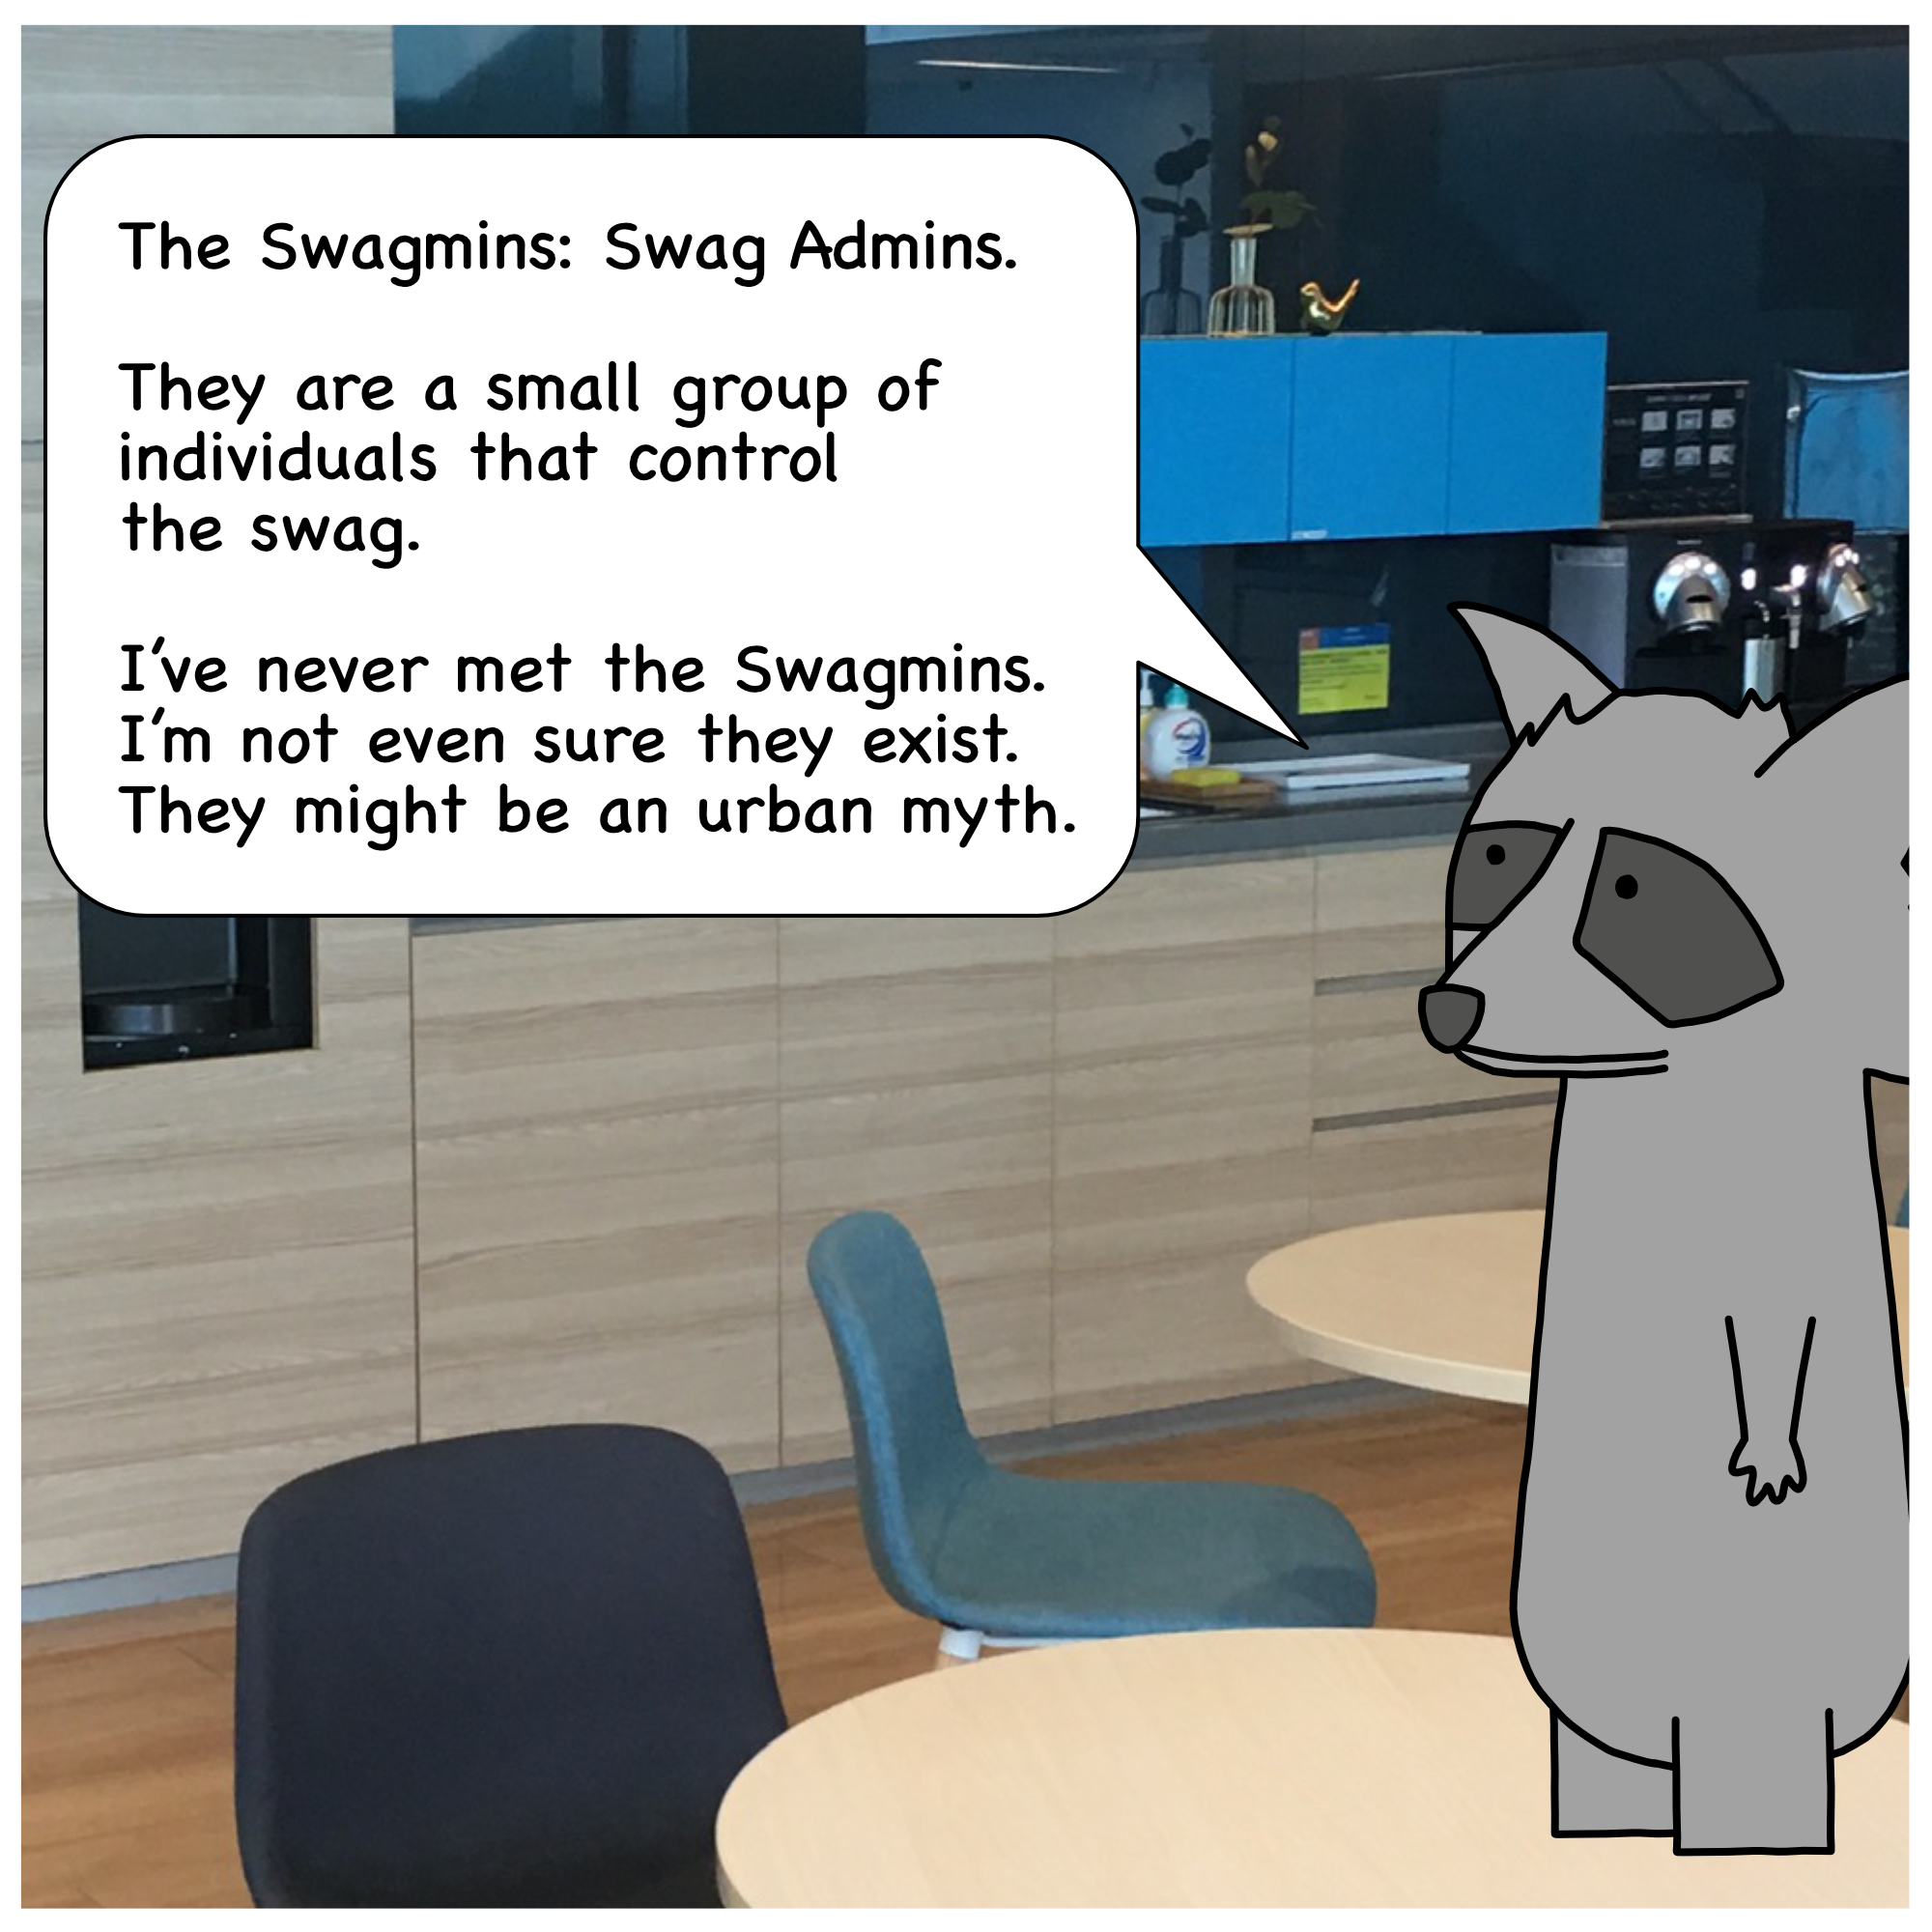 The Swagmins: Swag Admins.
They are a small group of
individuals that control
the swag.
I've never met the Swagmins.
I'm not even sure they exist.
They might be an urban myth.